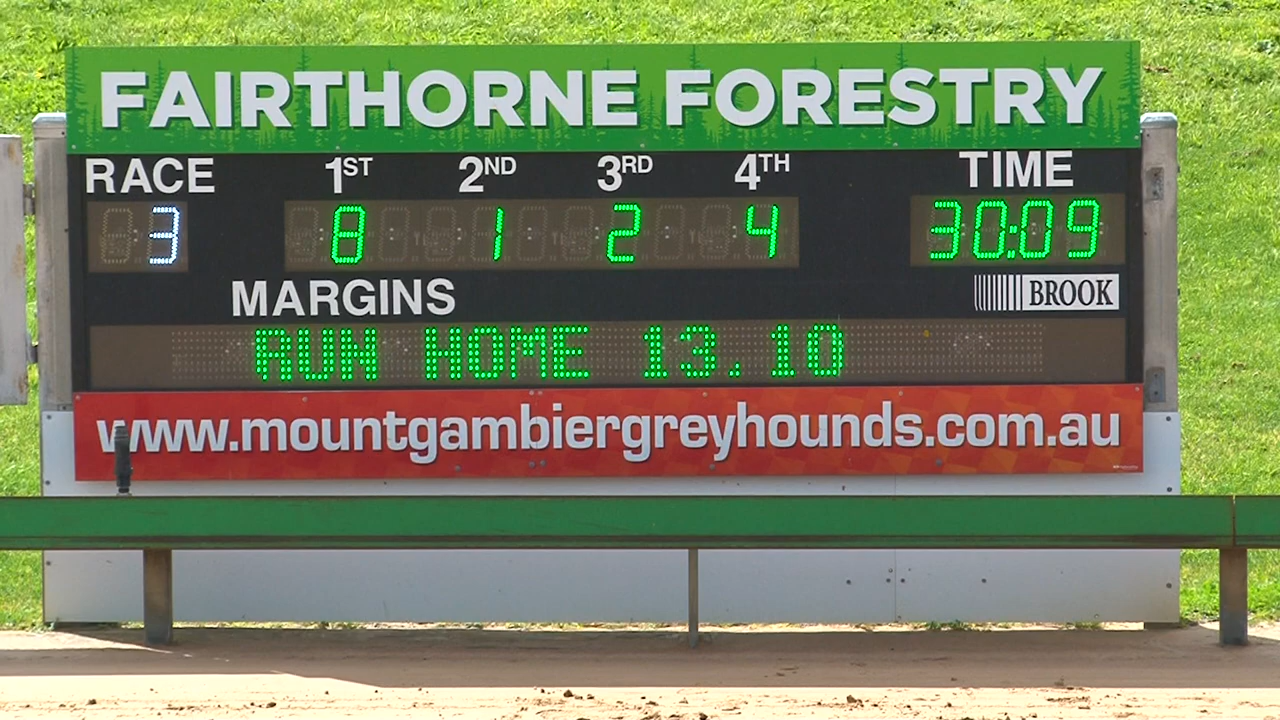 FAIRTHORNE FORESTRY
RACE 1ST 2ND 3RD 4TH TIME
3 8 1 2 4 30:09
MARGINS
BROOK
RUN HOME 13.10
www.mountgambiergreyhounds.com.au